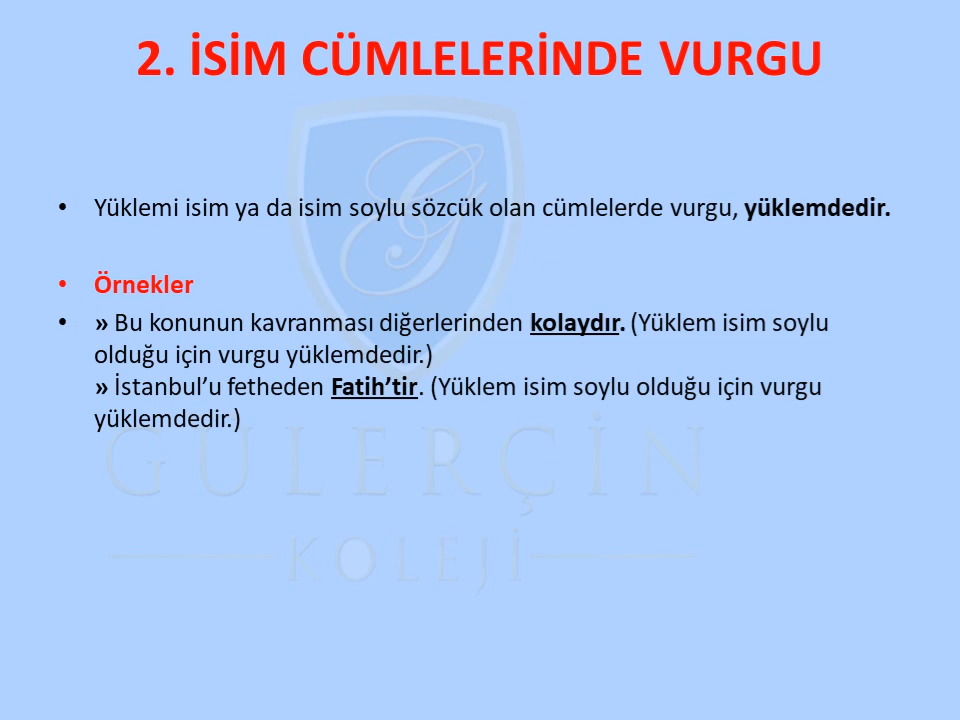 2. İSİM CÜMLELERİNDE VURGU
• Yüklemi isim ya da isim soylu sözcük olan cümlelerde vurgu, yüklemdedir.
• Örnekler
• » Bu konunun kavranması diğerlerinden kolaydır. (Yüklem isim soylu
olduğu için vurgu yüklemdedir.)
» İstanbul’u fetheden Fatih’tir. (Yüklem isim soylu olduğu için vurgu
yüklemdedir.)
GÜLERÇİN
KOLEJİ